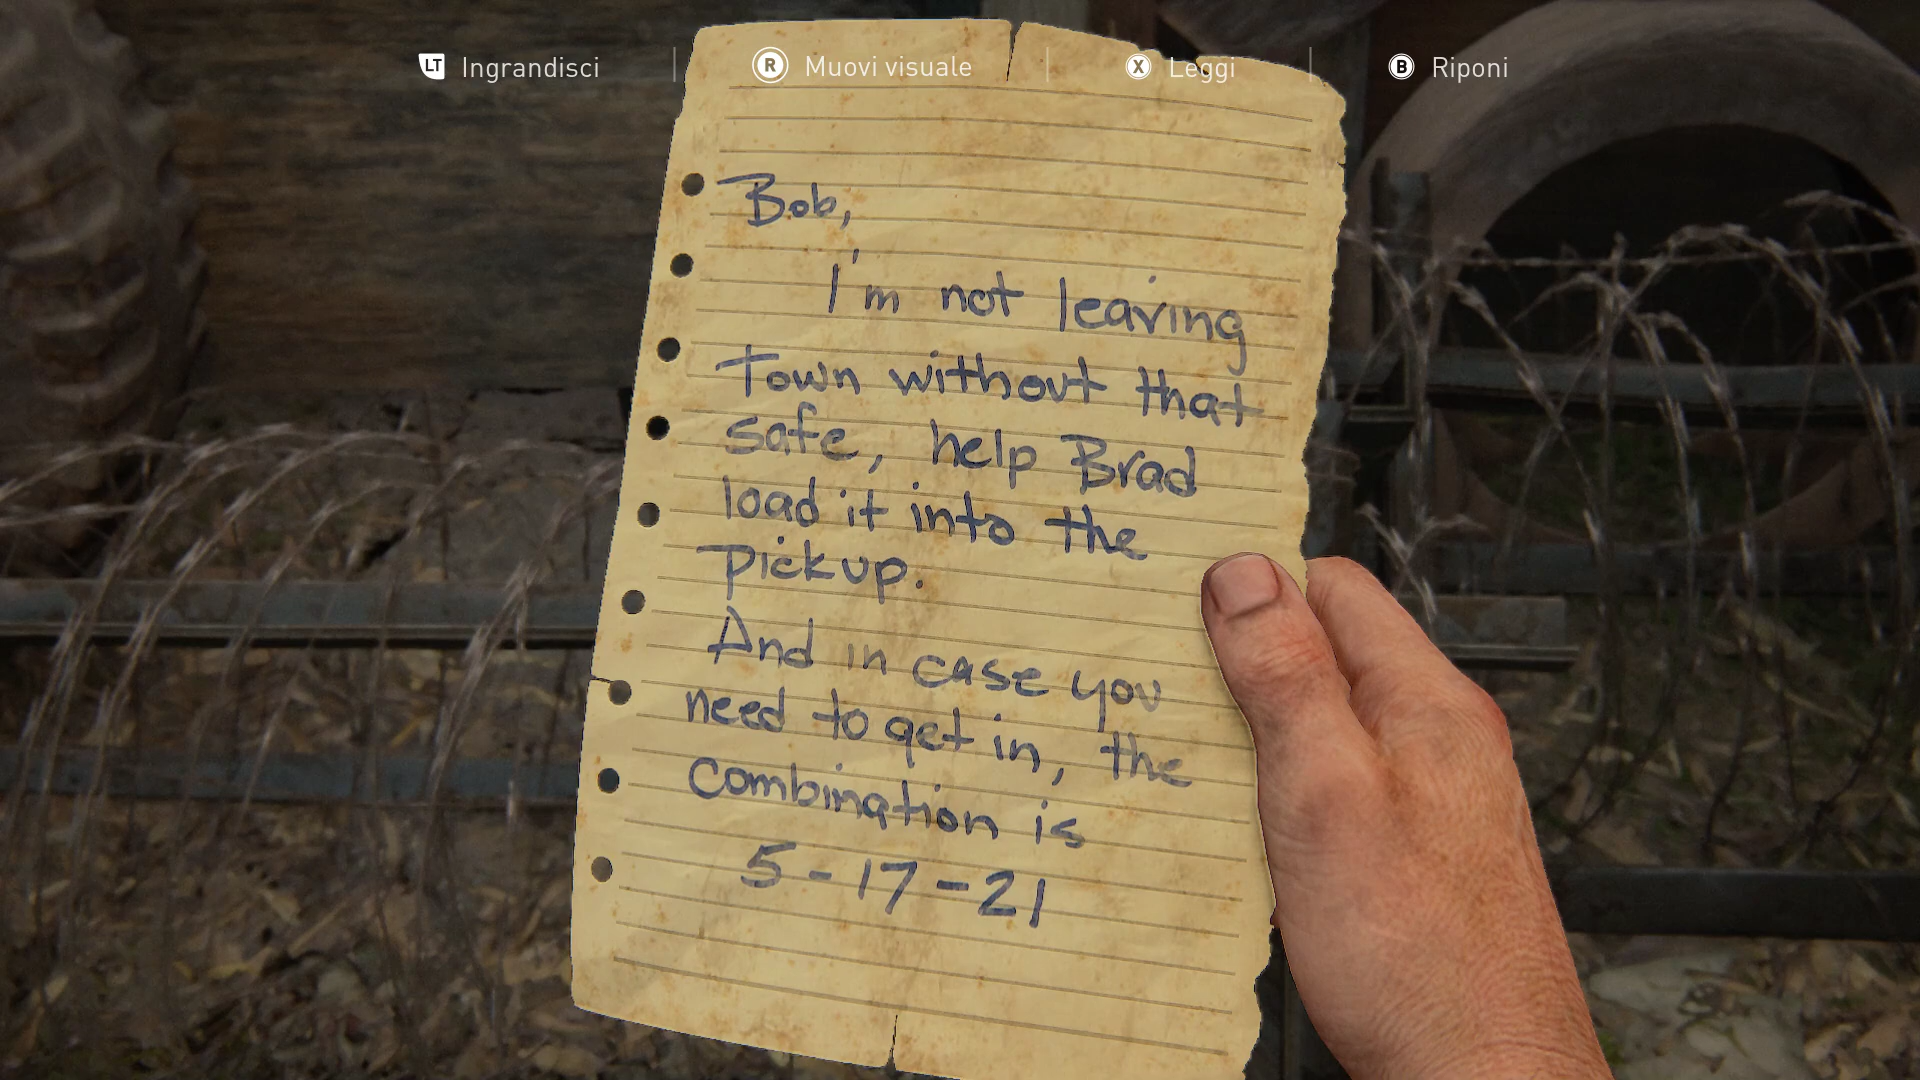 LT Ingrandisci R Muovi visuale X Leggi B Riponi
Bob,
I'm not leaving
Town without that
safe, help Brad
load it into the
Pickup.
And in case you
need to get in, the
combination is
5-17-21